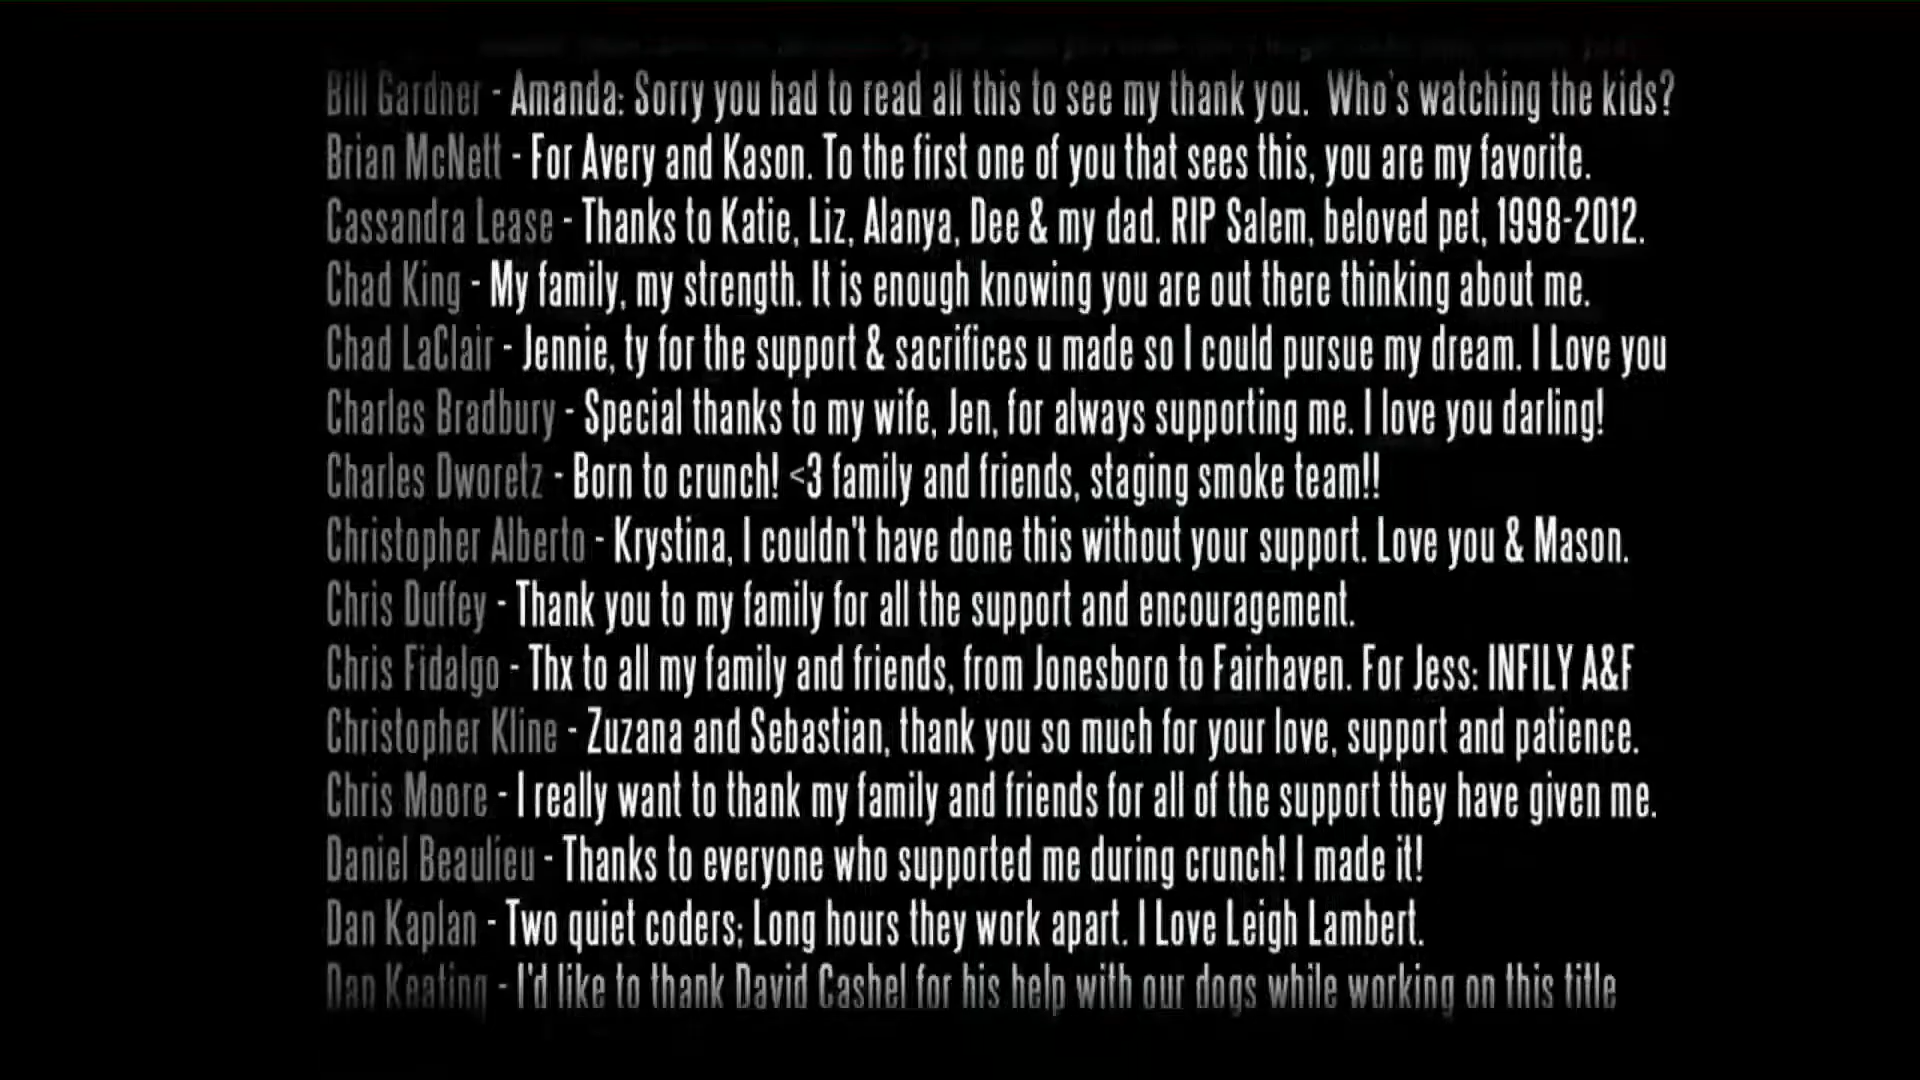 Bill Gardner - Amanda: Sorry you had to read all this to see my thank you. Who's watching the kids?
Brian McNett - For Avery and Kason. To the first one of you that sees this, you are my favorite.
Cassandra Lease - Thanks to Katie, Liz, Alanya, Dee & my dad. RIP Salem, beloved pet, 1998-2012.
Chad King - My family, my strength. It is enough knowing you are out there thinking about me.
Chad LaClair - Jennie, ty for the support & sacrifices u made so I could pursue my dream. I Love you
Charles Bradbury - Special thanks to my wife, Jen, for always supporting me. I love you darling!
Charles Dworetz - Born to crunch! <3 family and friends, staging smoke team!!
Christopher Alberto - Krystina, I couldn't have done this without your support. Love you & Mason.
Chris Duffey - Thank you to my family for all the support and encouragement.
Chris Fidalgo - Thx to all my family and friends, from Jonesboro to Fairhaven. For Jess: INFILY A&F
Christopher Kline - Zuzana and Sebastian, thank you so much for your love, support and patience.
Chris Moore - I really want to thank my family and friends for all of the support they have given me.
Daniel Beaulieu - Thanks to everyone who supported me during crunch! I made it!
Dan Kaplan - Two quiet coders; Long hours they work apart. I Love Leigh Lambert.
Dan Keating - I'd like to thank David Cashel for his help with our dogs while working on this title